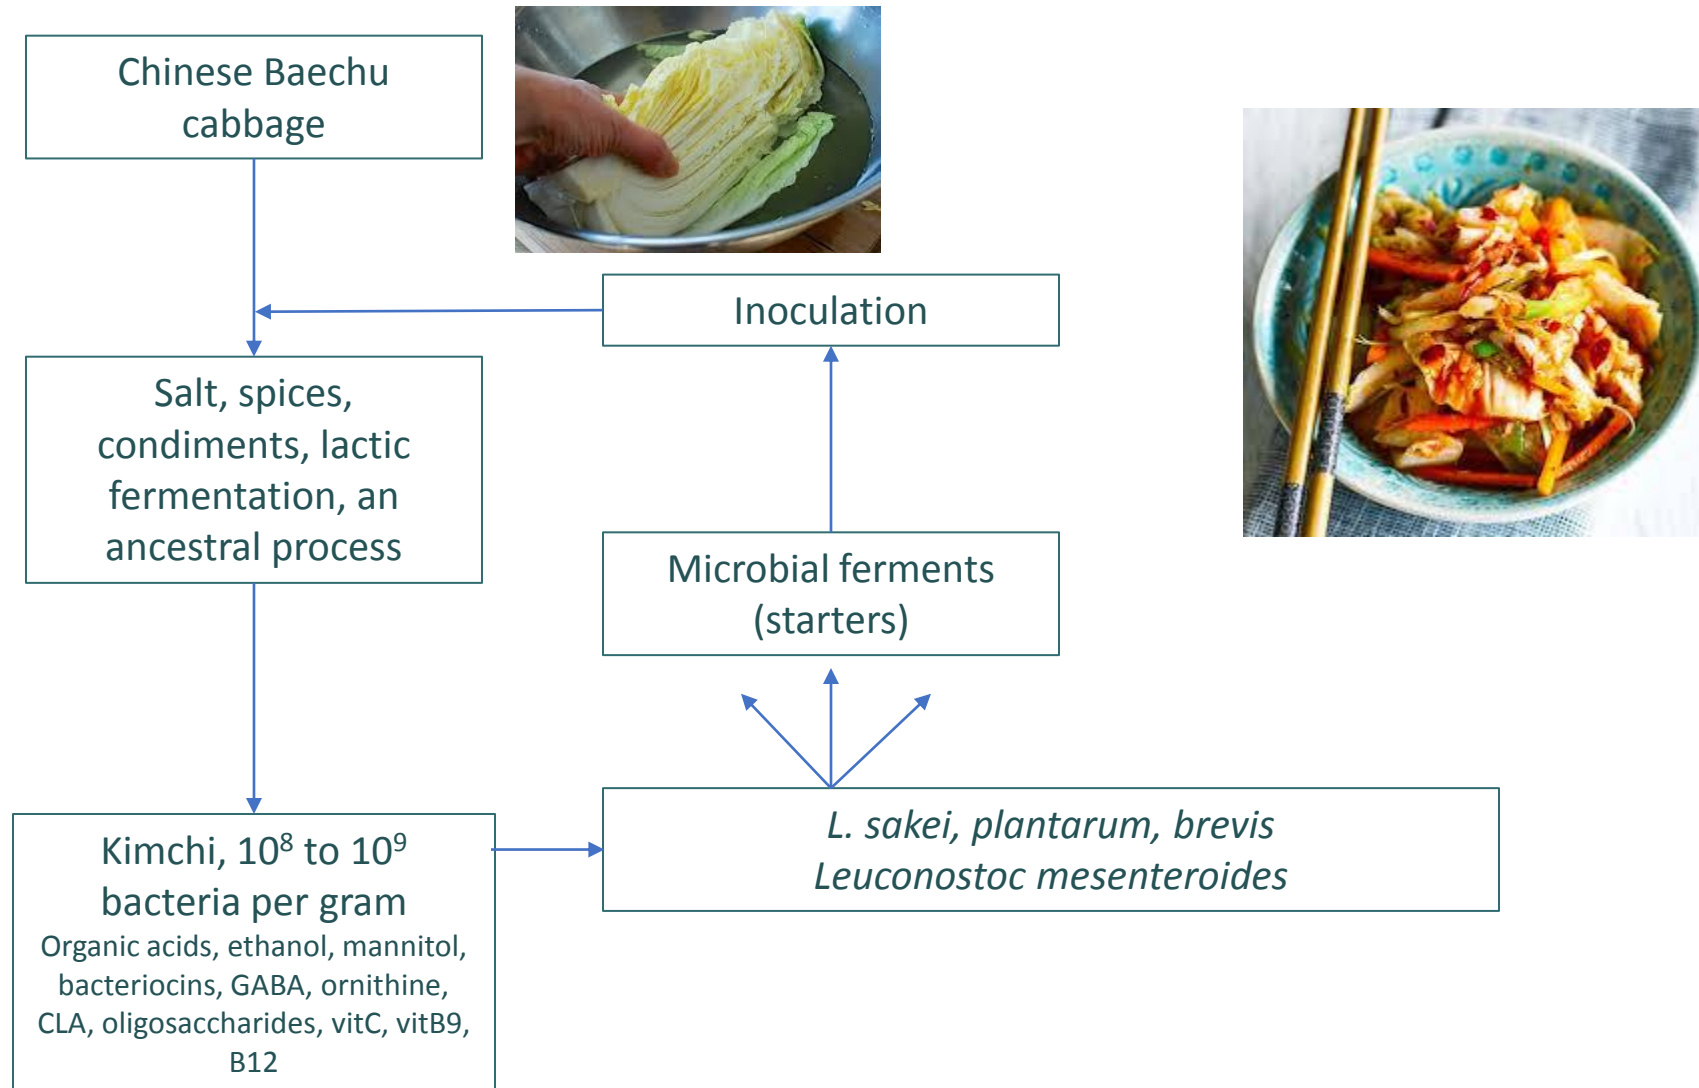 Chinese Baechu
cabbage
Inoculation
Salt, spices,
condiments, lactic
fermentation, an
ancestral process
Microbial ferments
(starters)
L. sakei, plantarum, brevis
Leuconostoc mesenteroides
Kimchi, 10⁸ to 10⁹
bacteria per gram
Organic acids, ethanol, mannitol,
bacteriocins, GABA, ornithine,
CLA, oligosaccharides, vitC, vitB9,
B12